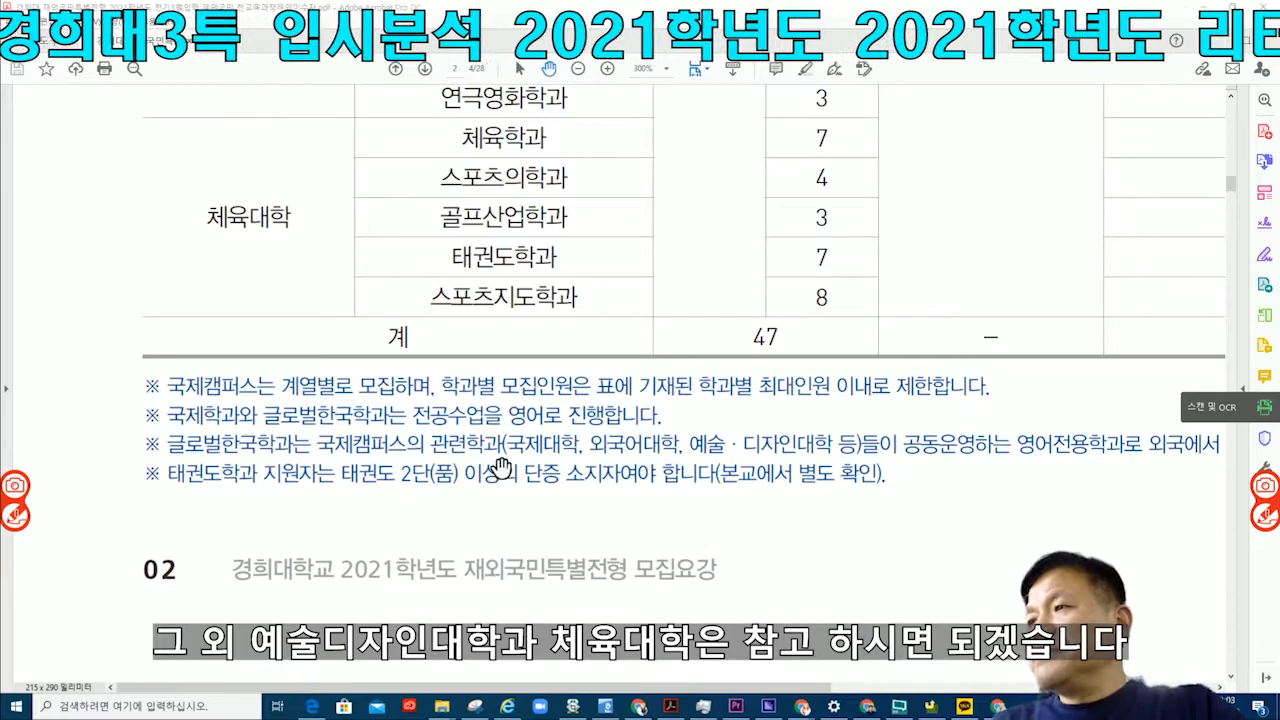 경희대3특 입시분석 2021학년도 2021학년도 리터
2 4/28
300%
연극영화학과 3
체육학과 7
스포츠의학과 4
체육대학 골프산업학과 3
태권도학과 7
스포츠지도학과 8
계 47 –
※ 국제캠퍼스는 계열별로 모집하며, 학과별 모집인원은 표에 기재된 학과별 최대인원 이내로 제한합니다.
※ 국제학과와 글로벌한국학과는 전공수업을 영어로 진행합니다.
스캔 및 OCR
※ 글로벌한국학과는 국제캠퍼스의 관련학과(국제대학, 외국어대학, 예술 · 디자인대학 등)들이 공동운영하는 영어전용학과로 외국에서
※ 태권도학과 지원자는 태권도 2단(품) 이상의 단증 소지자여야 합니다(본교에서 별도 확인).
02 경희대학교 2021학년도 재외국민특별전형 모집요강
그 외 예술디자인대학과 체육대학은 참고 하시면 되겠습니다
215 x 290 밀리미터
검색하려면 여기에 입력하십시오.